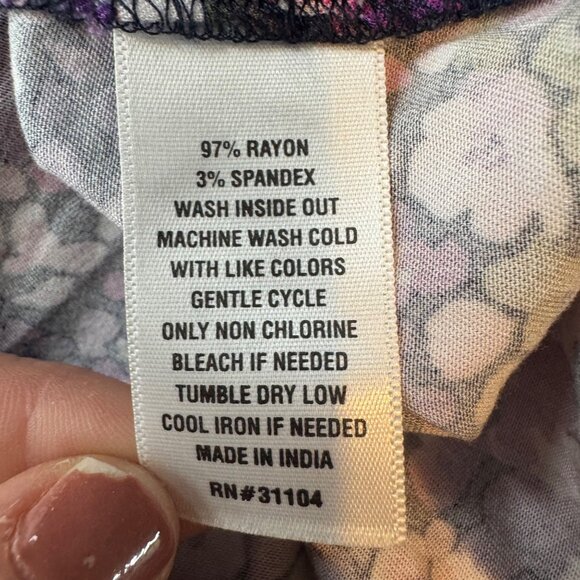 97% RAYON
3% SPANDEX
WASH INSIDE OUT
MACHINE WASH COLD
WITH LIKE COLORS
GENTLE CYCLE
ONLY NON CHLORINE
BLEACH IF NEEDED
TUMBLE DRY LOW
COOL IRON IF NEEDED
MADE IN INDIA
RN#31104